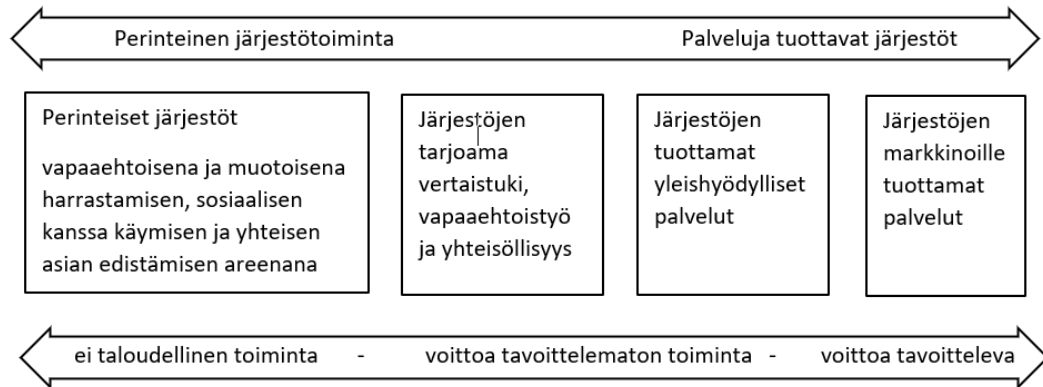 Perinteinen järjestötoiminta Palveluja tuottavat järjestöt
Perinteiset järjestöt
vapaaehtoisena ja muotoisena
harrastamisen, sosiaalisen
kanssa käymisen ja yhteisen
asian edistämisen areenana
Järjestöjen
tarjoama
vertaistuki,
vapaaehtoistyö
ja yhteisöllisyys
Järjestöjen
tuottamat
yleishyödylliset
palvelut
Järjestöjen
markkinoille
tuottamat
palvelut
ei taloudellinen toiminta - voittoa tavoittelematon toiminta - voittoa tavoitteleva